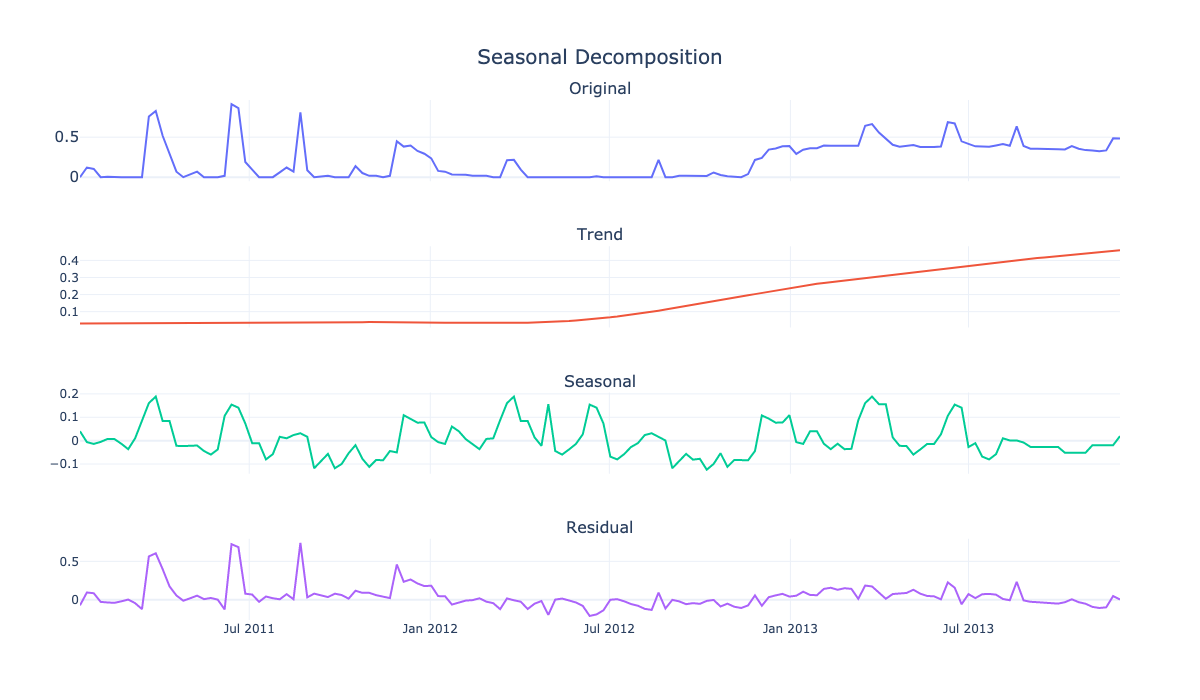 Seasonal Decomposition
Original
0.5
0
Trend
0.4
0.3
0.2
0.1
Seasonal
0.2
0.1
0
−0.1
Residual
0.5
0
Jul 2011 Jan 2012 Jul 2012 Jan 2013 Jul 2013